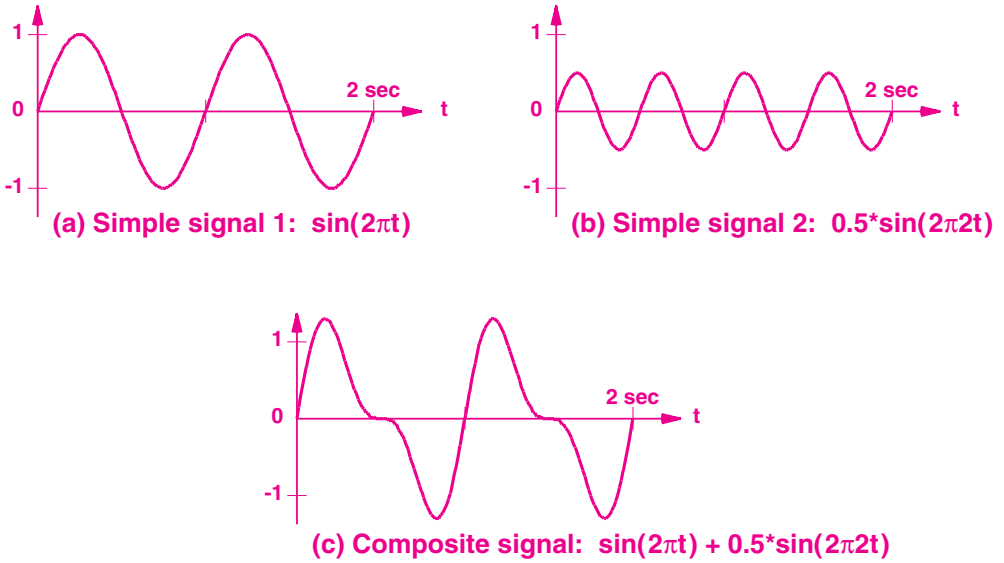 1
0
-1
2 sec
t
(a) Simple signal 1: sin(2πt)
1
0
-1
2 sec
t
(b) Simple signal 2: 0.5*sin(2π2t)
1
0
-1
2 sec
t
(c) Composite signal: sin(2πt) + 0.5*sin(2π2t)